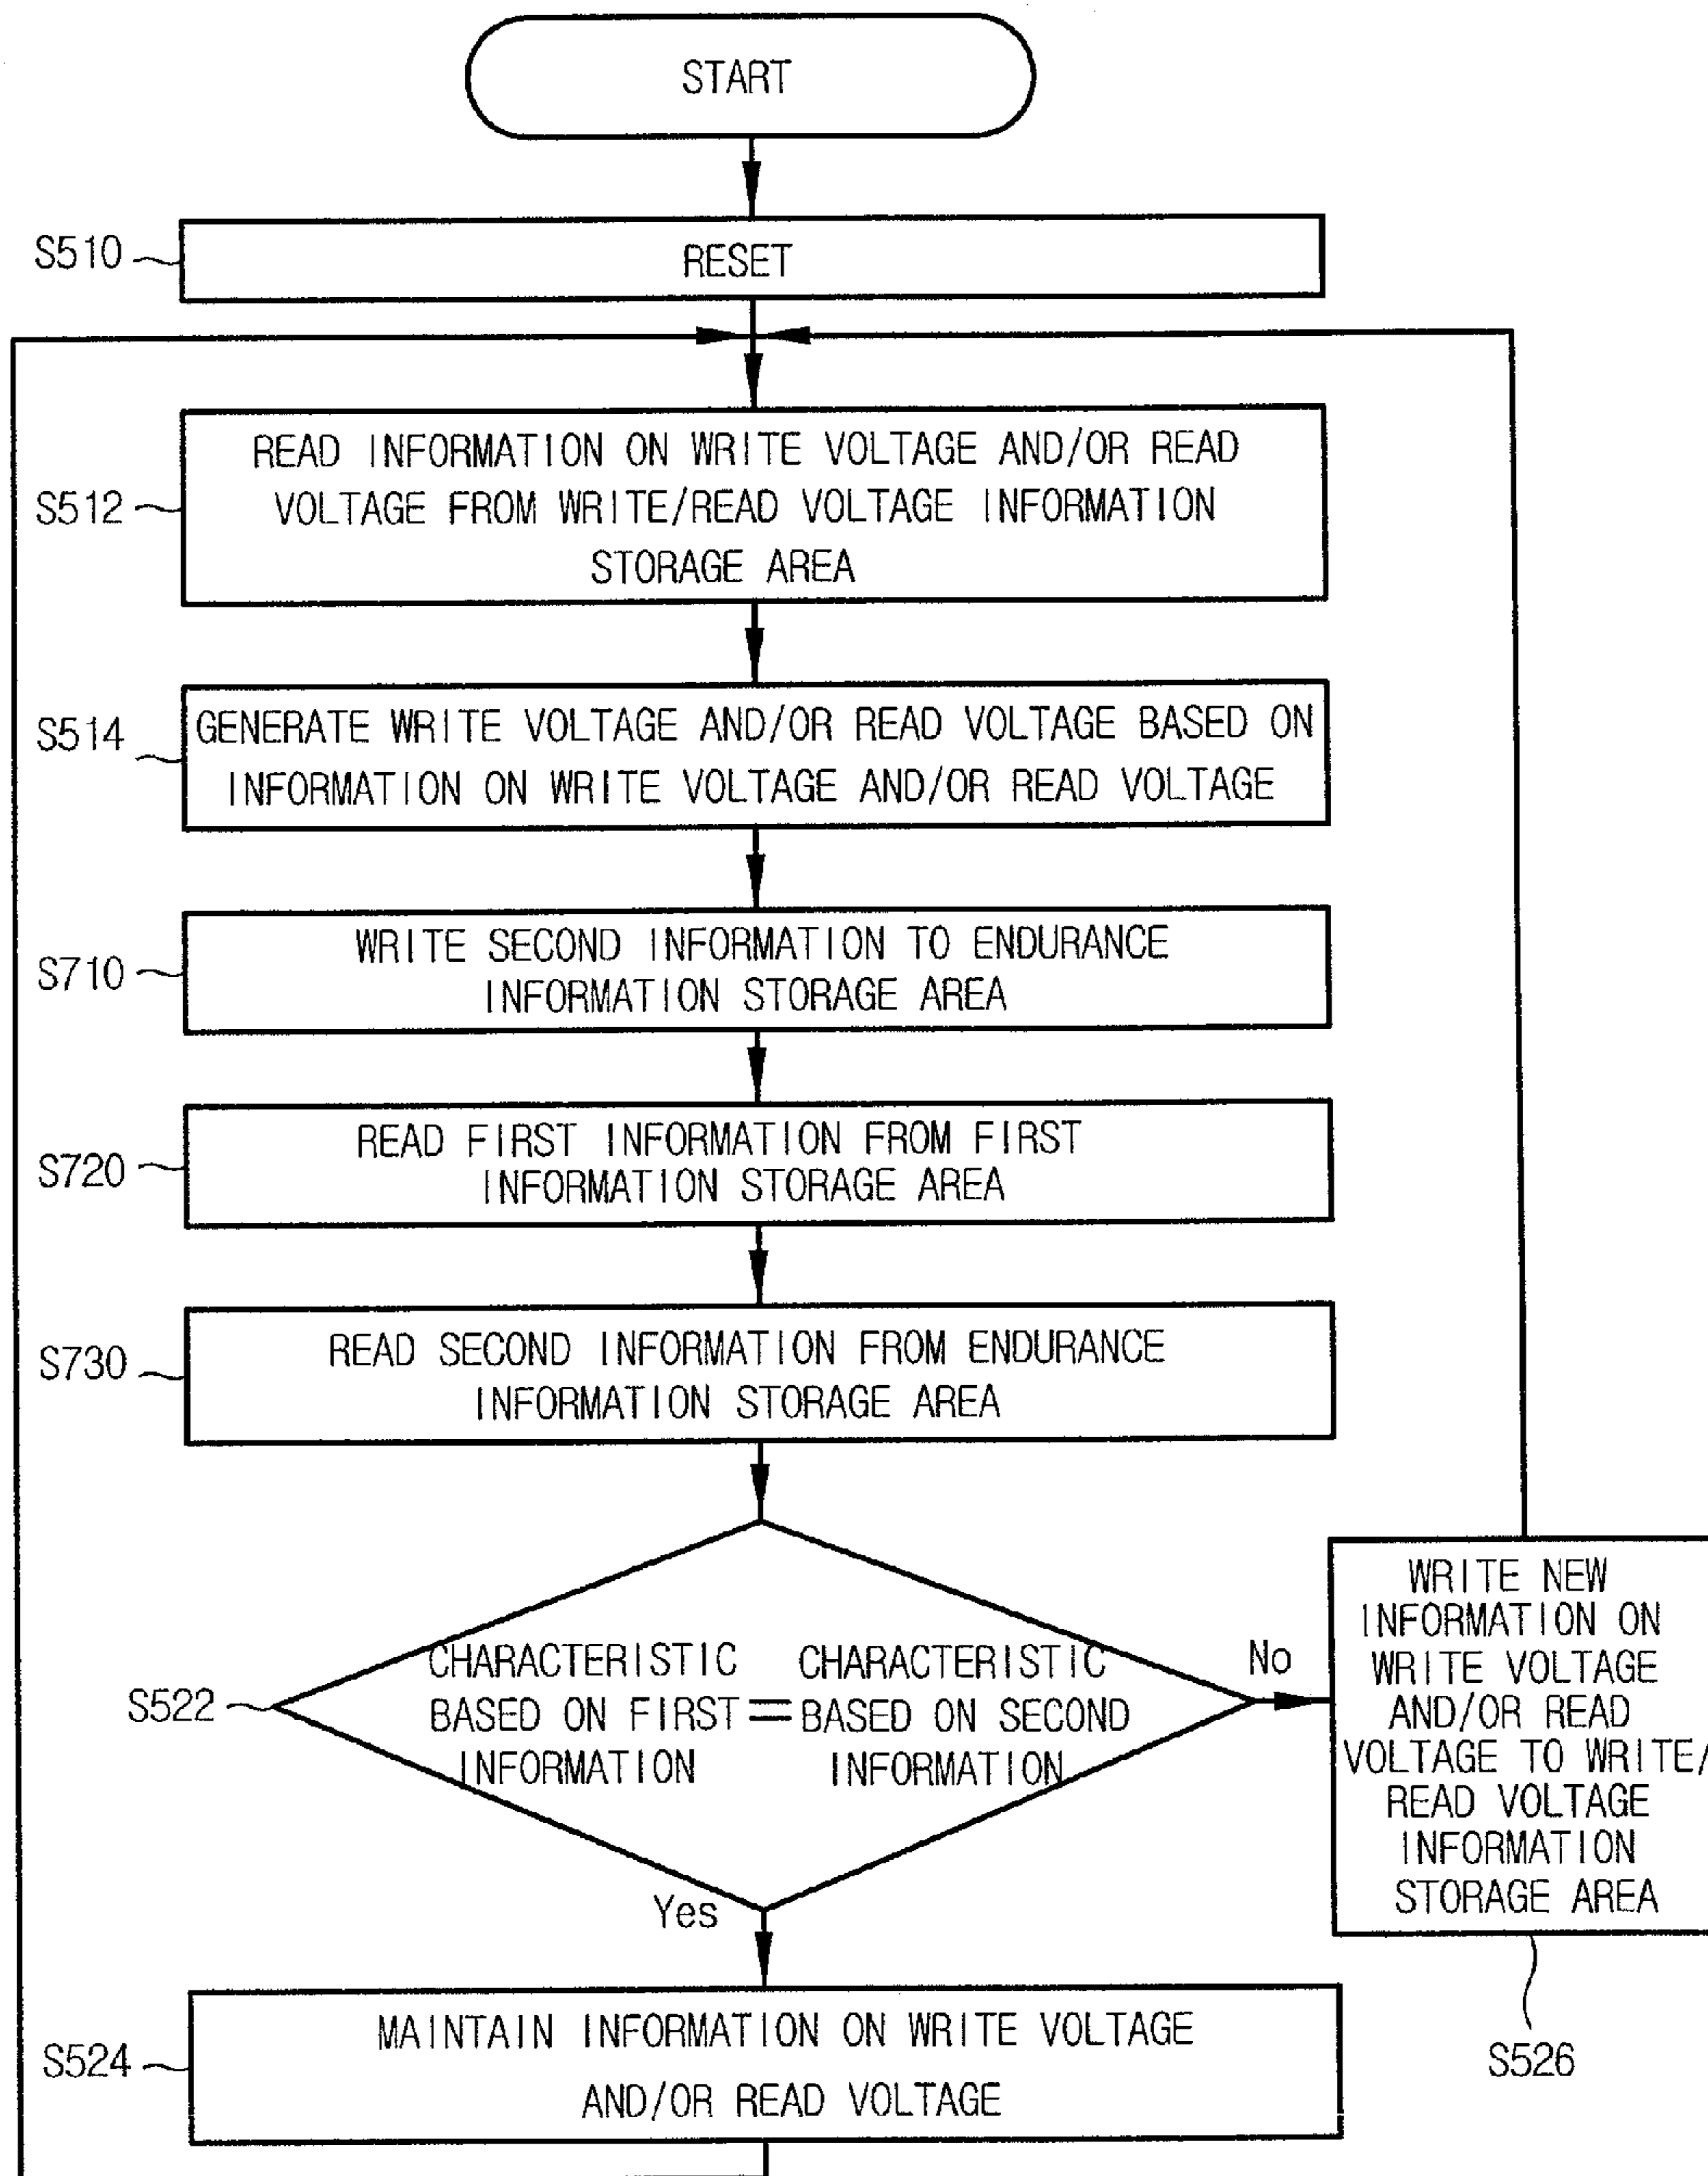 START
S510
RESET
S512
READ INFORMATION ON WRITE VOLTAGE AND/OR READ
VOLTAGE FROM WRITE/READ VOLTAGE INFORMATION
STORAGE AREA
S514
GENERATE WRITE VOLTAGE AND/OR READ VOLTAGE BASED ON
INFORMATION ON WRITE VOLTAGE AND/OR READ VOLTAGE
S710
WRITE SECOND INFORMATION TO ENDURANCE
INFORMATION STORAGE AREA
S720
READ FIRST INFORMATION FROM FIRST
INFORMATION STORAGE AREA
S730
READ SECOND INFORMATION FROM ENDURANCE
INFORMATION STORAGE AREA
S522
CHARACTERISTIC
BASED ON FIRST
INFORMATION
=
CHARACTERISTIC
BASED ON SECOND
INFORMATION
No
WRITE NEW
INFORMATION ON
WRITE VOLTAGE
AND/OR READ
VOLTAGE TO WRITE/
READ VOLTAGE
INFORMATION
STORAGE AREA
S526
Yes
S524
MAINTAIN INFORMATION ON WRITE VOLTAGE
AND/OR READ VOLTAGE